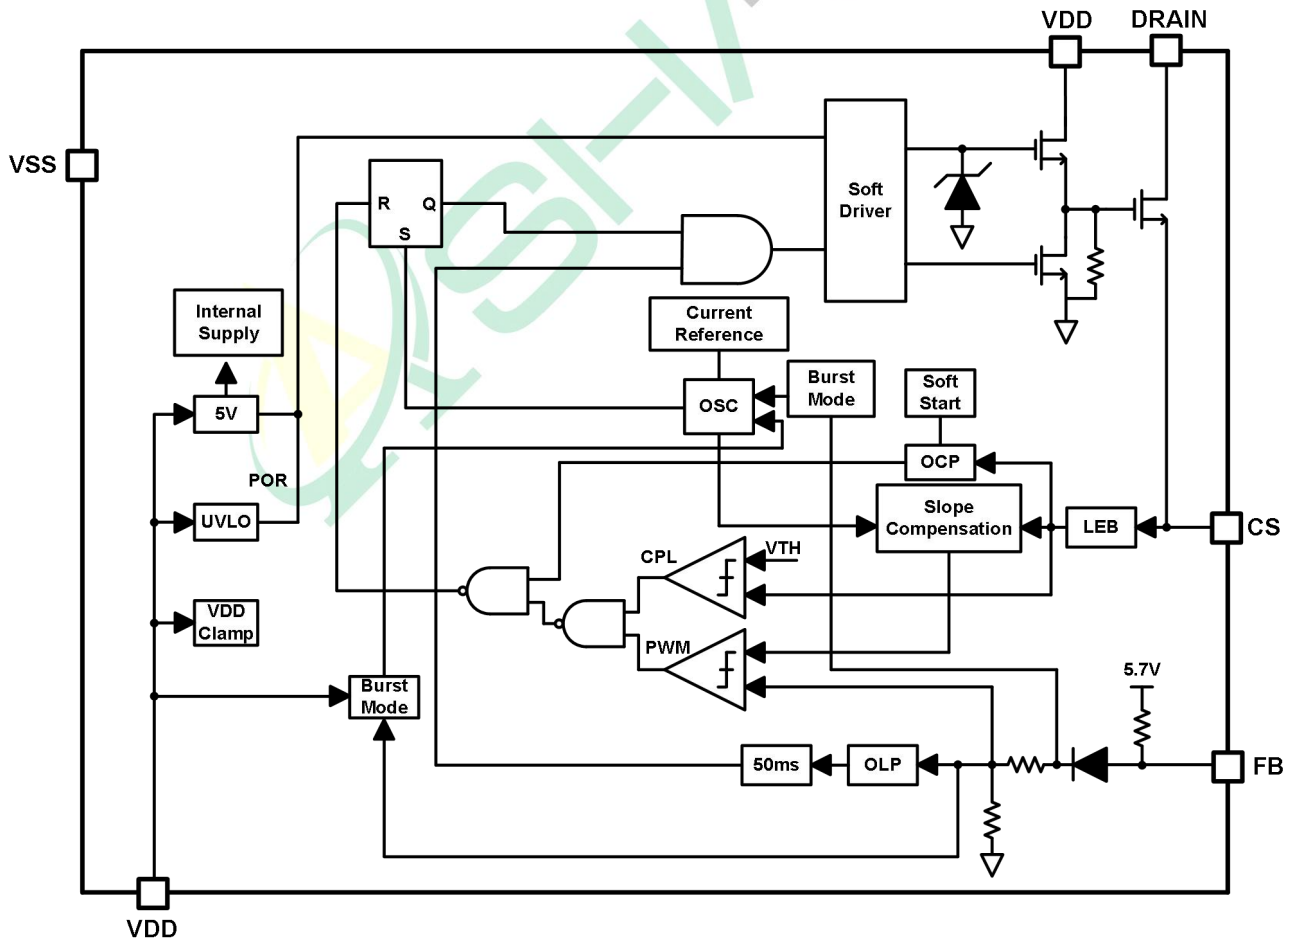 VDD DRAIN
VSS
R Q
S
Soft
Driver
Internal
Supply
Current
Reference
5V
OSC
Burst
Mode
Soft
Start
POR
OCP
UVLO
Slope
Compensation
LEB
CS
CPL
VTH
VDD
Clamp
PWM
Burst
Mode
5.7V
50ms
OLP
FB
VDD